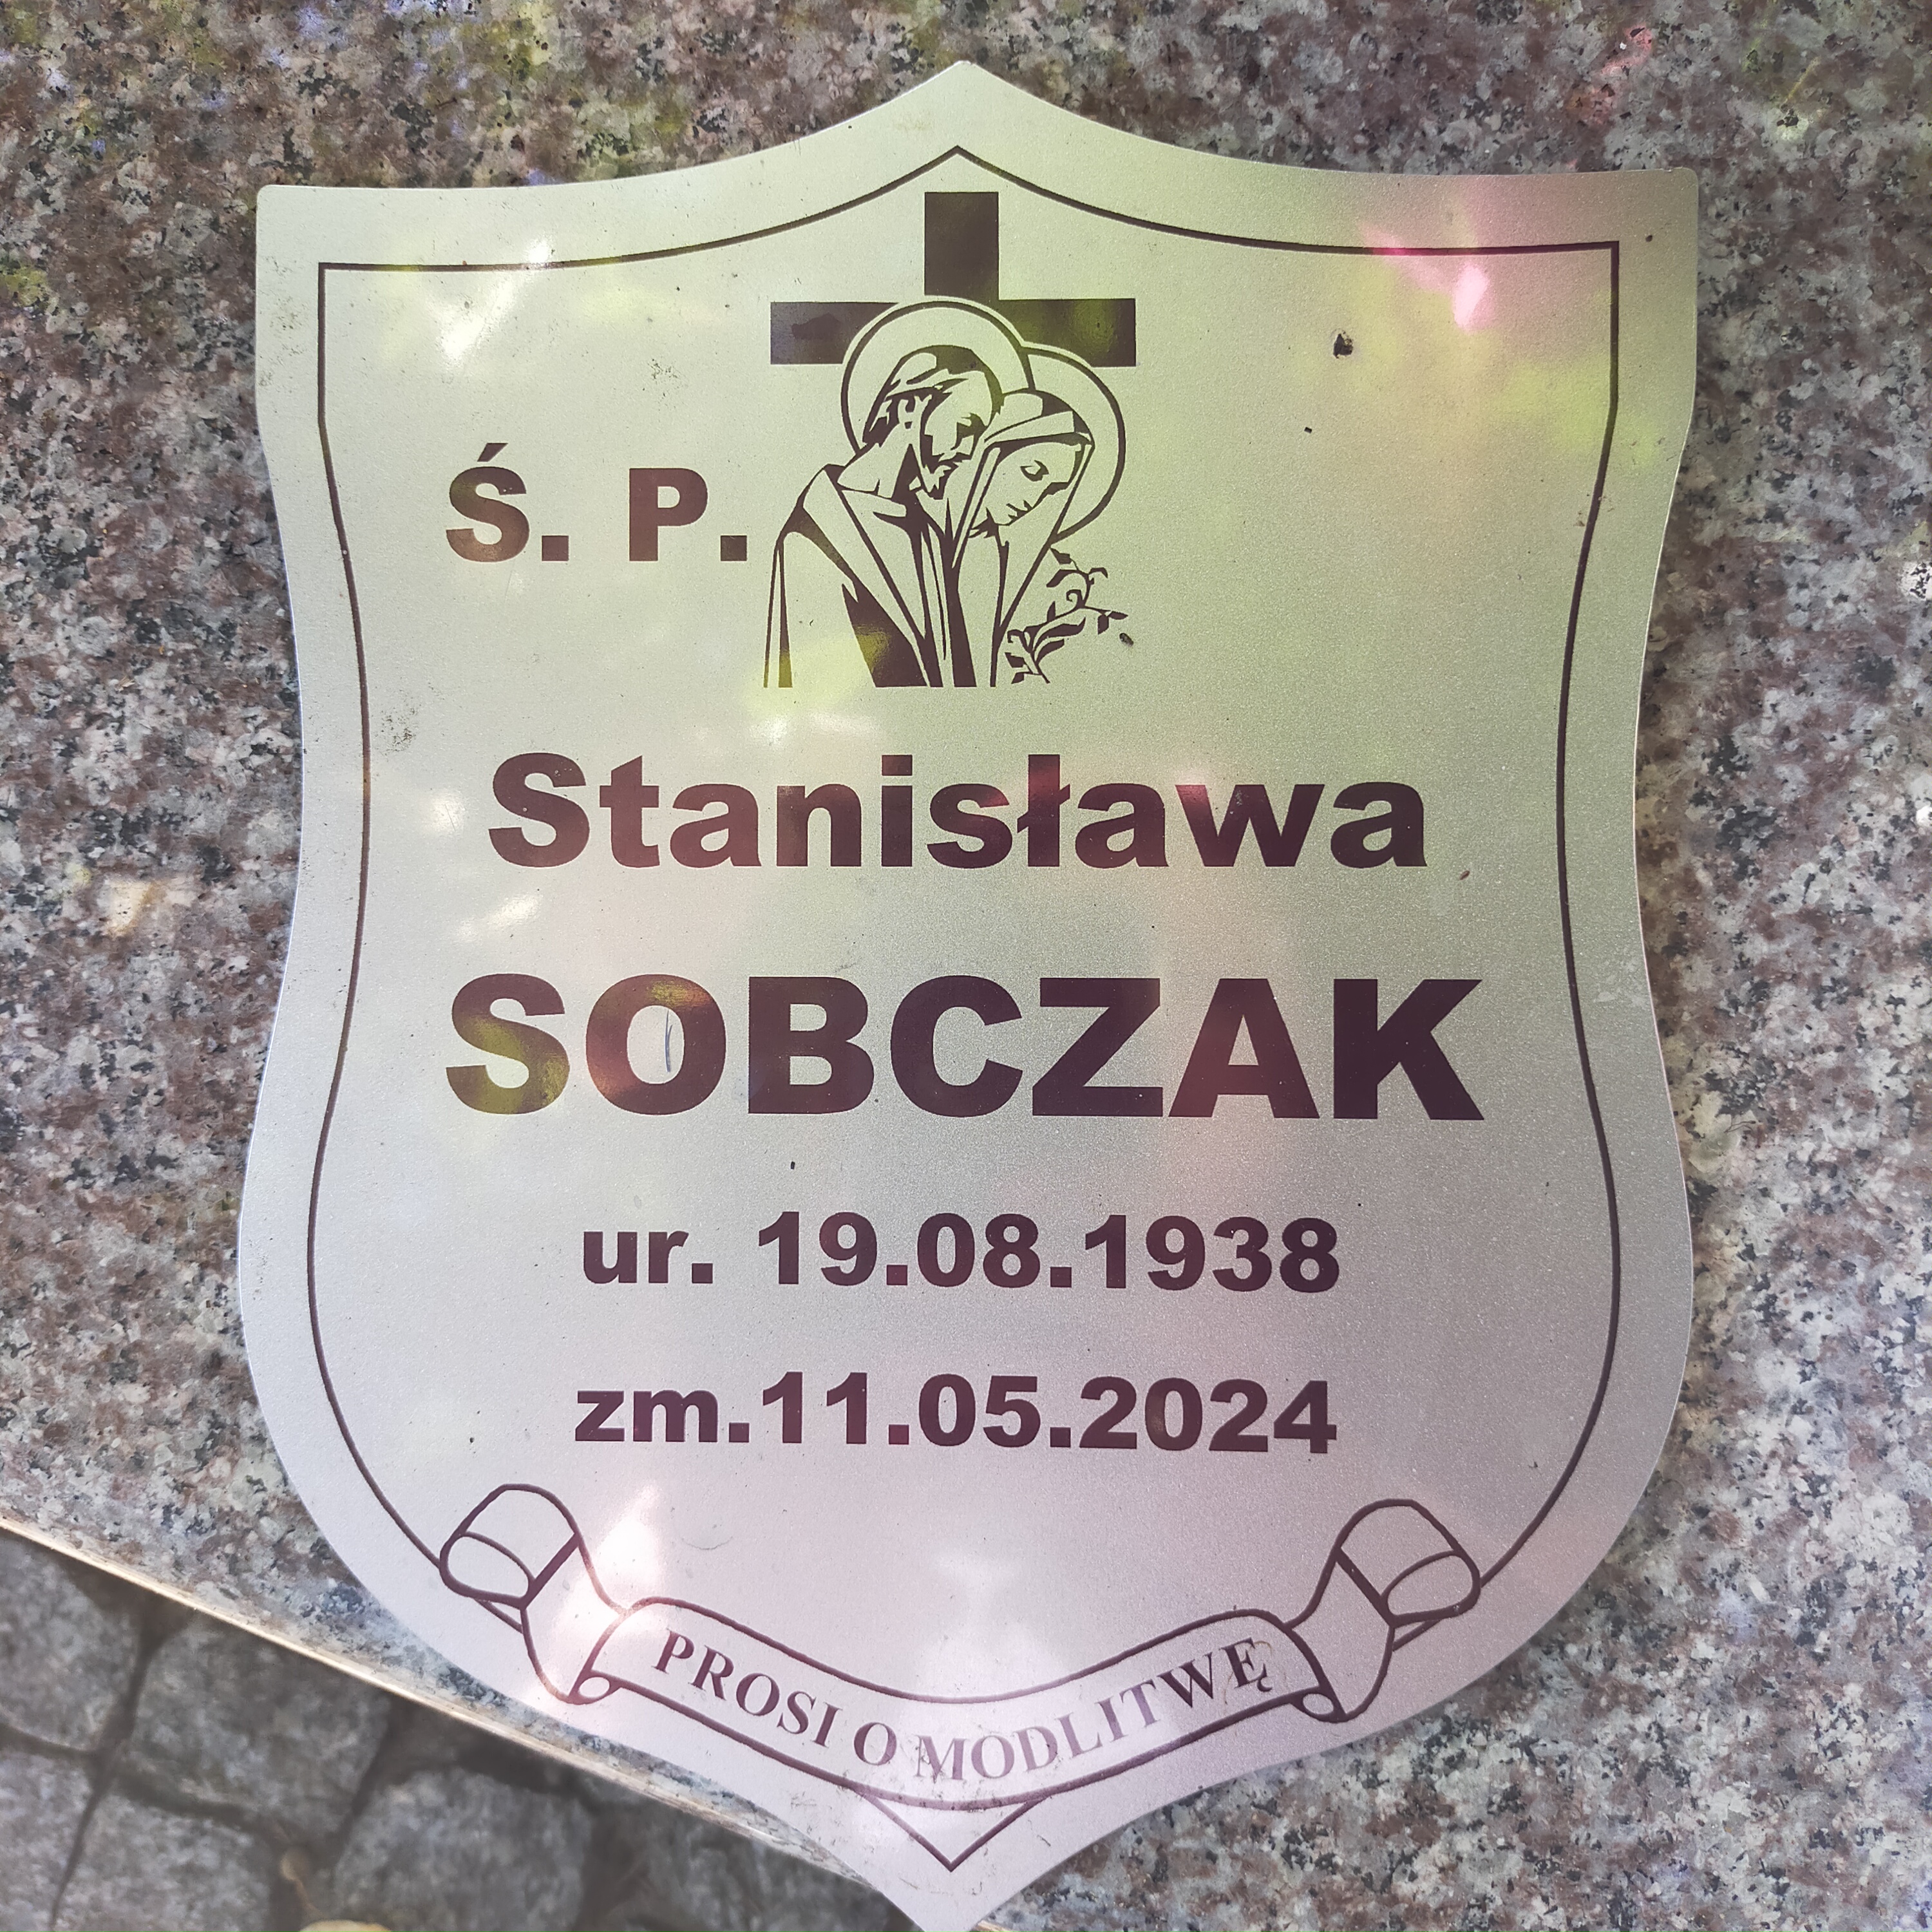 Ś. P.
Stanisława
SOBCZAK
ur. 19.08.1938
zm.11.05.2024
PROSI O MODLITWĘ